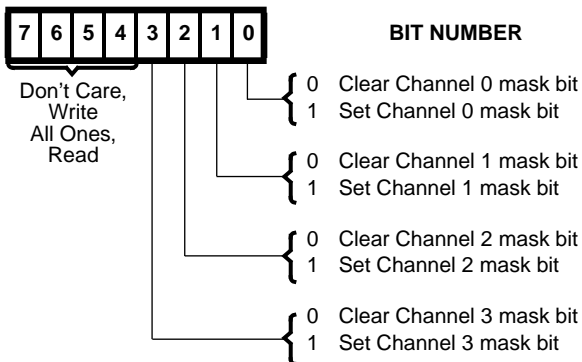 7 6 5 4 3 2 1 0 BIT NUMBER
Don't Care,
Write
All Ones,
Read
0 Clear Channel 0 mask bit
1 Set Channel 0 mask bit
0 Clear Channel 1 mask bit
1 Set Channel 1 mask bit
0 Clear Channel 2 mask bit
1 Set Channel 2 mask bit
0 Clear Channel 3 mask bit
1 Set Channel 3 mask bit